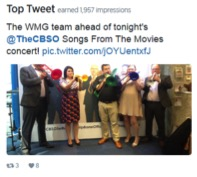 Top Tweet earned 1,957 impressions
The WMG team ahead of tonight's
@TheCBSO Songs From The Movies
concert! pic.twitter.com/jOYUentxfJ
3 8